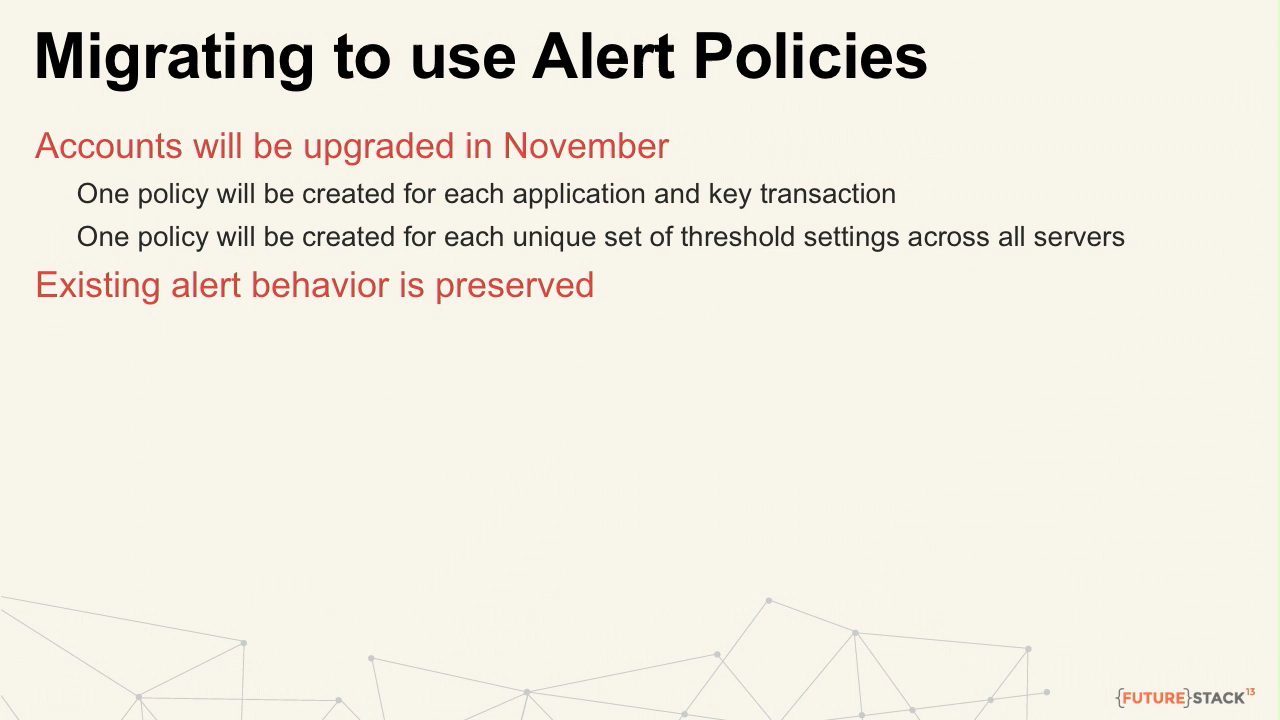 Migrating to use Alert Policies
Accounts will be upgraded in November
One policy will be created for each application and key transaction
One policy will be created for each unique set of threshold settings across all servers
Existing alert behavior is preserved
{FUTURE}STACK13